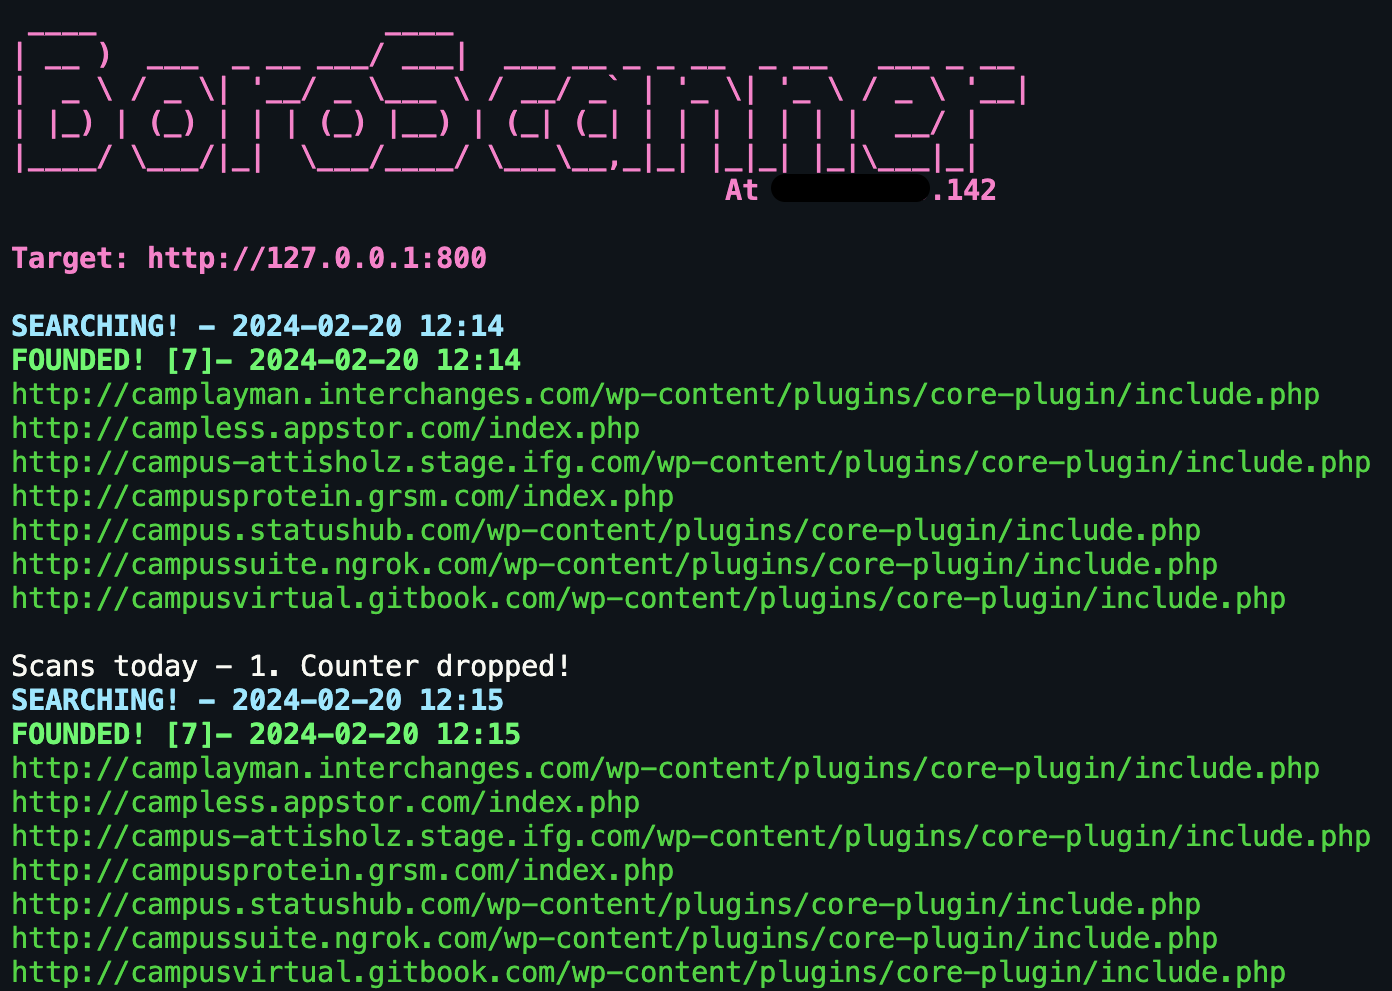 BoroScanner
At .142
Target: http://127.0.0.1:800
SEARCHING! - 2024-02-20 12:14
FOUNDED! [7]- 2024-02-20 12:14
http://camplayman.interchanges.com/wp-content/plugins/core-plugin/include.php
http://campless.appstor.com/index.php
http://campus-attisholz.stage.ifg.com/wp-content/plugins/core-plugin/include.php
http://campusprotein.grsm.com/index.php
http://campus.statushub.com/wp-content/plugins/core-plugin/include.php
http://campussuite.ngrok.com/wp-content/plugins/core-plugin/include.php
http://campusvirtual.gitbook.com/wp-content/plugins/core-plugin/include.php
Scans today - 1. Counter dropped!
SEARCHING! - 2024-02-20 12:15
FOUNDED! [7]- 2024-02-20 12:15
http://camplayman.interchanges.com/wp-content/plugins/core-plugin/include.php
http://campless.appstor.com/index.php
http://campus-attisholz.stage.ifg.com/wp-content/plugins/core-plugin/include.php
http://campusprotein.grsm.com/index.php
http://campus.statushub.com/wp-content/plugins/core-plugin/include.php
http://campussuite.ngrok.com/wp-content/plugins/core-plugin/include.php
http://campusvirtual.gitbook.com/wp-content/plugins/core-plugin/include.php